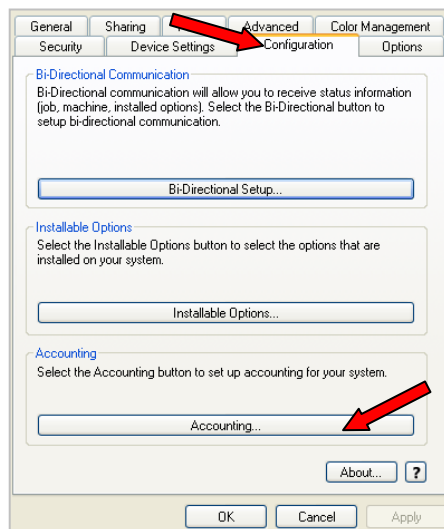 General Sharing Advanced Color Management
Security Device Settings Configuration Options
Bi-Directional Communication
Bi-Directional communication will allow you to receive status information
(job, machine, installed options). Select the Bi-Directional button to
setup bi-directional communication.
Bi-Directional Setup...
Installable Options
Select the Installable Options button to select the options that are
installed on your system.
Installable Options...
Accounting
Select the Accounting button to set up accounting for your system.
Accounting...
About... ?
OK Cancel Apply